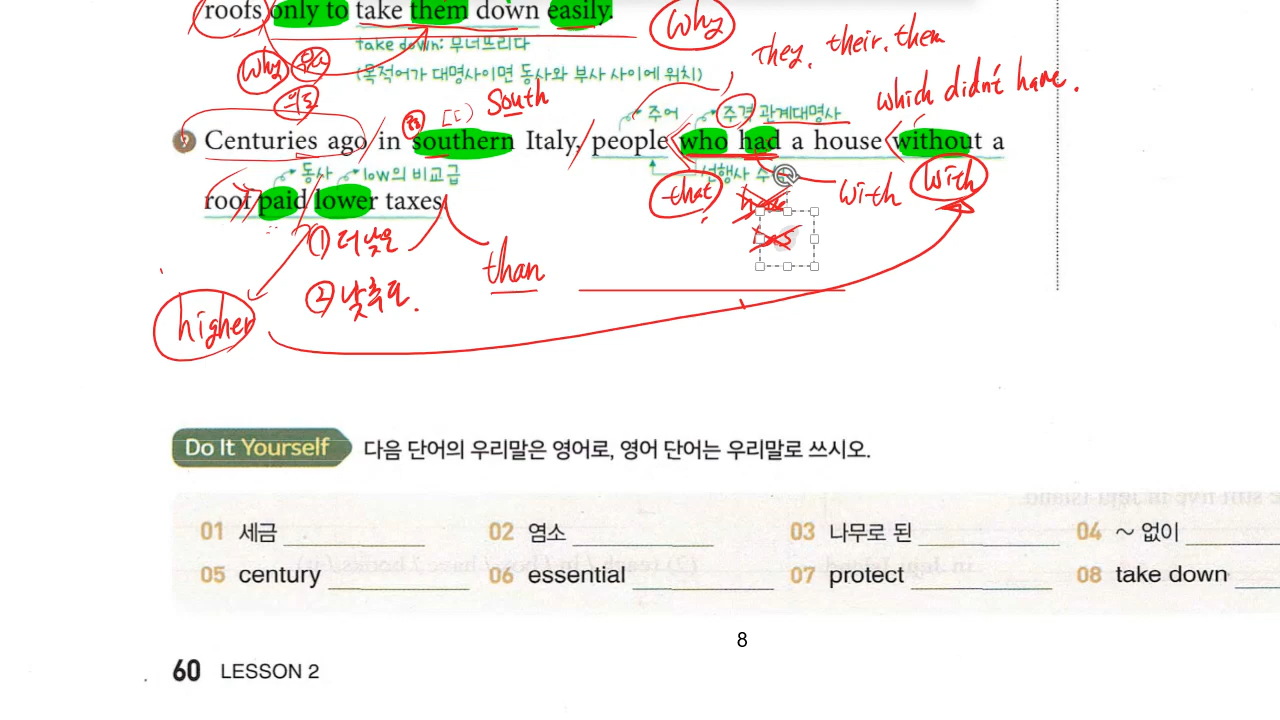 roofs only to take them down easily.
Why
They, their, them
take down: 무너뜨리다
Why
(목적어가 대명사이면 동사와 부사 사이에 위치)
의도
[ㄷ] South
which didn't have.
주어 주격 관계대명사
9 Centuries ago in southern Italy, people who had a house without a
동사 low의 비교급
선행사
that
with with
roof paid lower taxes
① 더 낮은
than
② 낮추다.
higher
Do It Yourself 다음 단어의 우리말은 영어로, 영어 단어는 우리말로 쓰시오.
01 세금 02 염소 03 나무로 된 04 ~ 없이
05 century 06 essential 07 protect 08 take down
8
60 LESSON 2